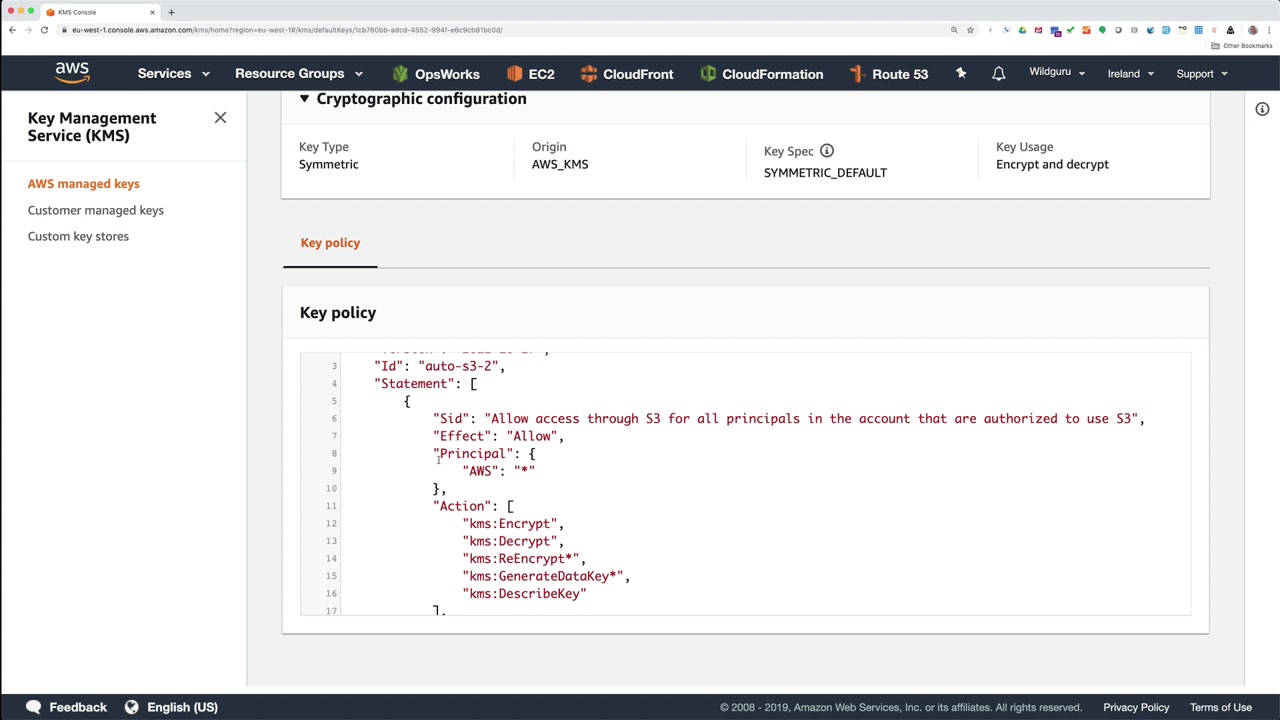 KMS Console
eu-west-1.console.aws.amazon.com/kms/home?region=eu-west-1#/kms/defaultKeys/1cb760bb-adcd-4552-994f-e6c9cb81bc0d/
Other Bookmarks
aws
Services
Resource Groups
OpsWorks
EC2
CloudFront
CloudFormation
Route 53
Wildguru
Ireland
Support
Key Management
Service (KMS)
AWS managed keys
Customer managed keys
Custom key stores
Cryptographic configuration
Key Type
Symmetric
Origin
AWS_KMS
Key Spec
SYMMETRIC_DEFAULT
Key Usage
Encrypt and decrypt
Key policy
Key policy
3 "Id": "auto-s3-2",
4 "Statement": [
5 {
6 "Sid": "Allow access through S3 for all principals in the account that are authorized to use S3",
7 "Effect": "Allow",
8 "Principal": {
9 "AWS": "*"
10 },
11 "Action": [
12 "kms:Encrypt",
13 "kms:Decrypt",
14 "kms:ReEncrypt*",
15 "kms:GenerateDataKey*",
16 "kms:DescribeKey"
17 ],
Feedback
English (US)
© 2008 - 2019, Amazon Web Services, Inc. or its affiliates. All rights reserved.
Privacy Policy
Terms of Use